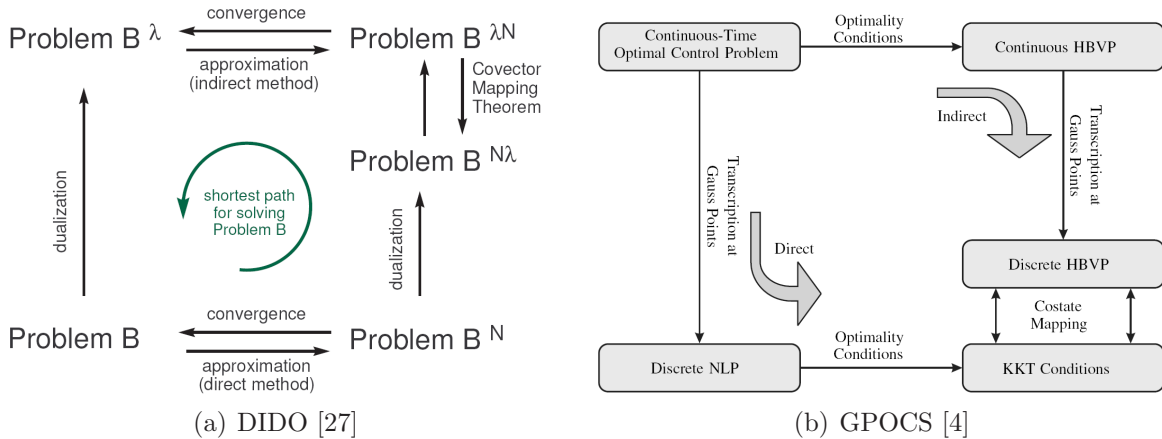 Problem B λ
convergence
approximation
(indirect method)
Problem B λN
Covector
Mapping
Theorem
Problem B Nλ
dualization
shortest path
for solving
Problem B
dualization
Problem B
convergence
approximation
(direct method)
Problem B N
(a) DIDO [27]
Continuous-Time
Optimal Control Problem
Optimality
Conditions
Continuous HBVP
Indirect
Transcription at
Gauss Points
Transcription at
Gauss Points
Direct
Discrete HBVP
Costate
Mapping
Discrete NLP
Optimality
Conditions
KKT Conditions
(b) GPOCS [4]